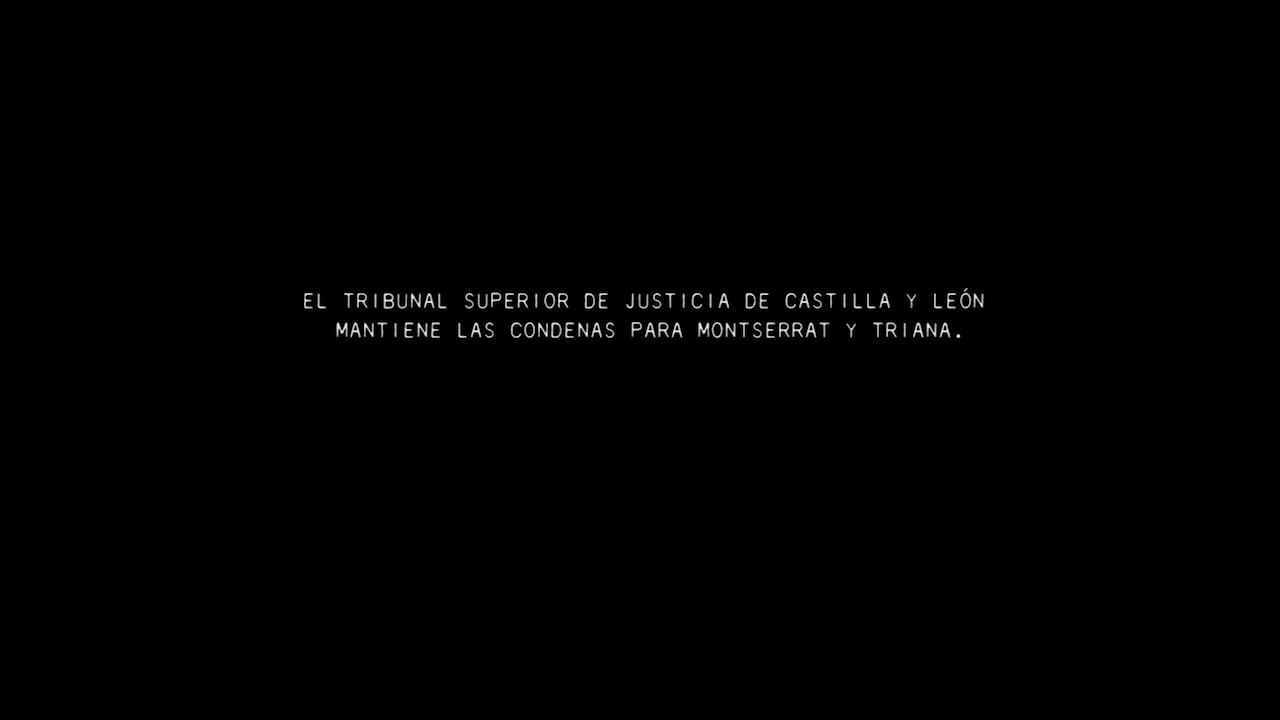 EL TRIBUNAL SUPERIOR DE JUSTICIA DE CASTILLA Y LEÓN
MANTIENE LAS CONDENAS PARA MONTSERRAT Y TRIANA.